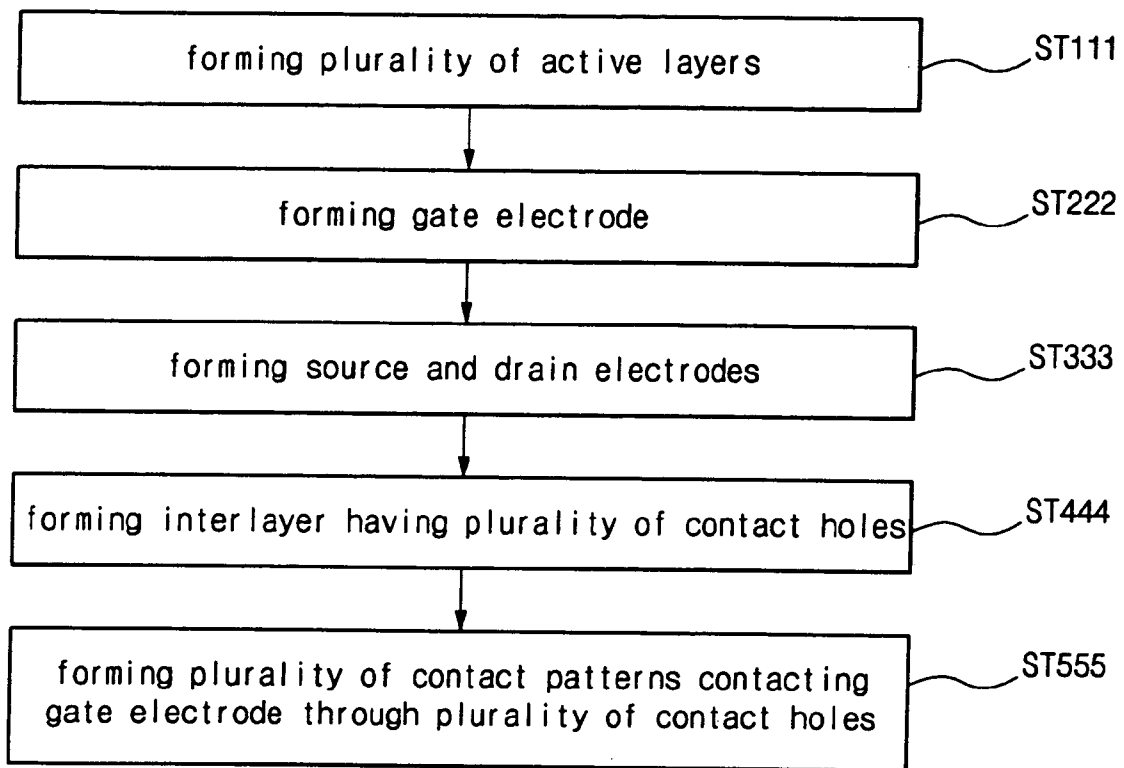 forming plurality of active layers
ST111
forming gate electrode
ST222
forming source and drain electrodes
ST333
forming interlayer having plurality of contact holes
ST444
forming plurality of contact patterns contacting
gate electrode through plurality of contact holes
ST555